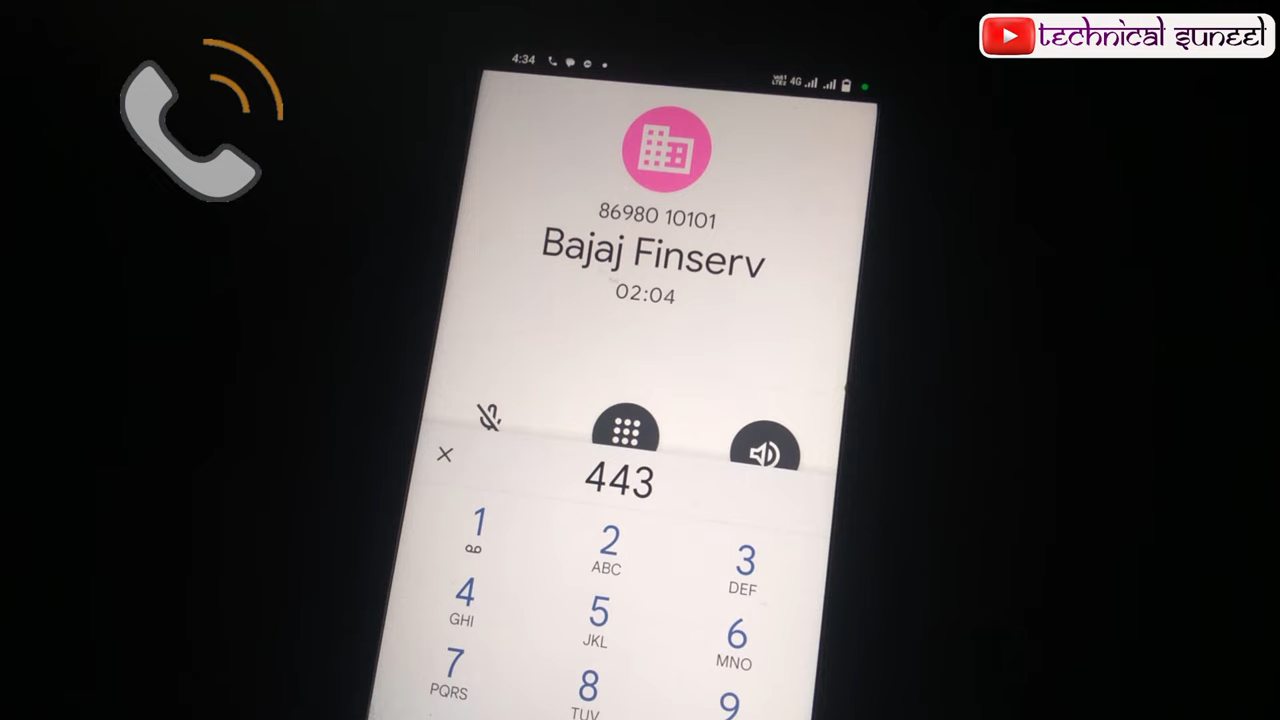 technical suneel
4:34
VoLTE2 4G
86980 10101
Bajaj Finserv
02:04
443
1
2
ABC
3
DEF
4
GHI
5
JKL
6
MNO
7
PQRS
8
TUV
9